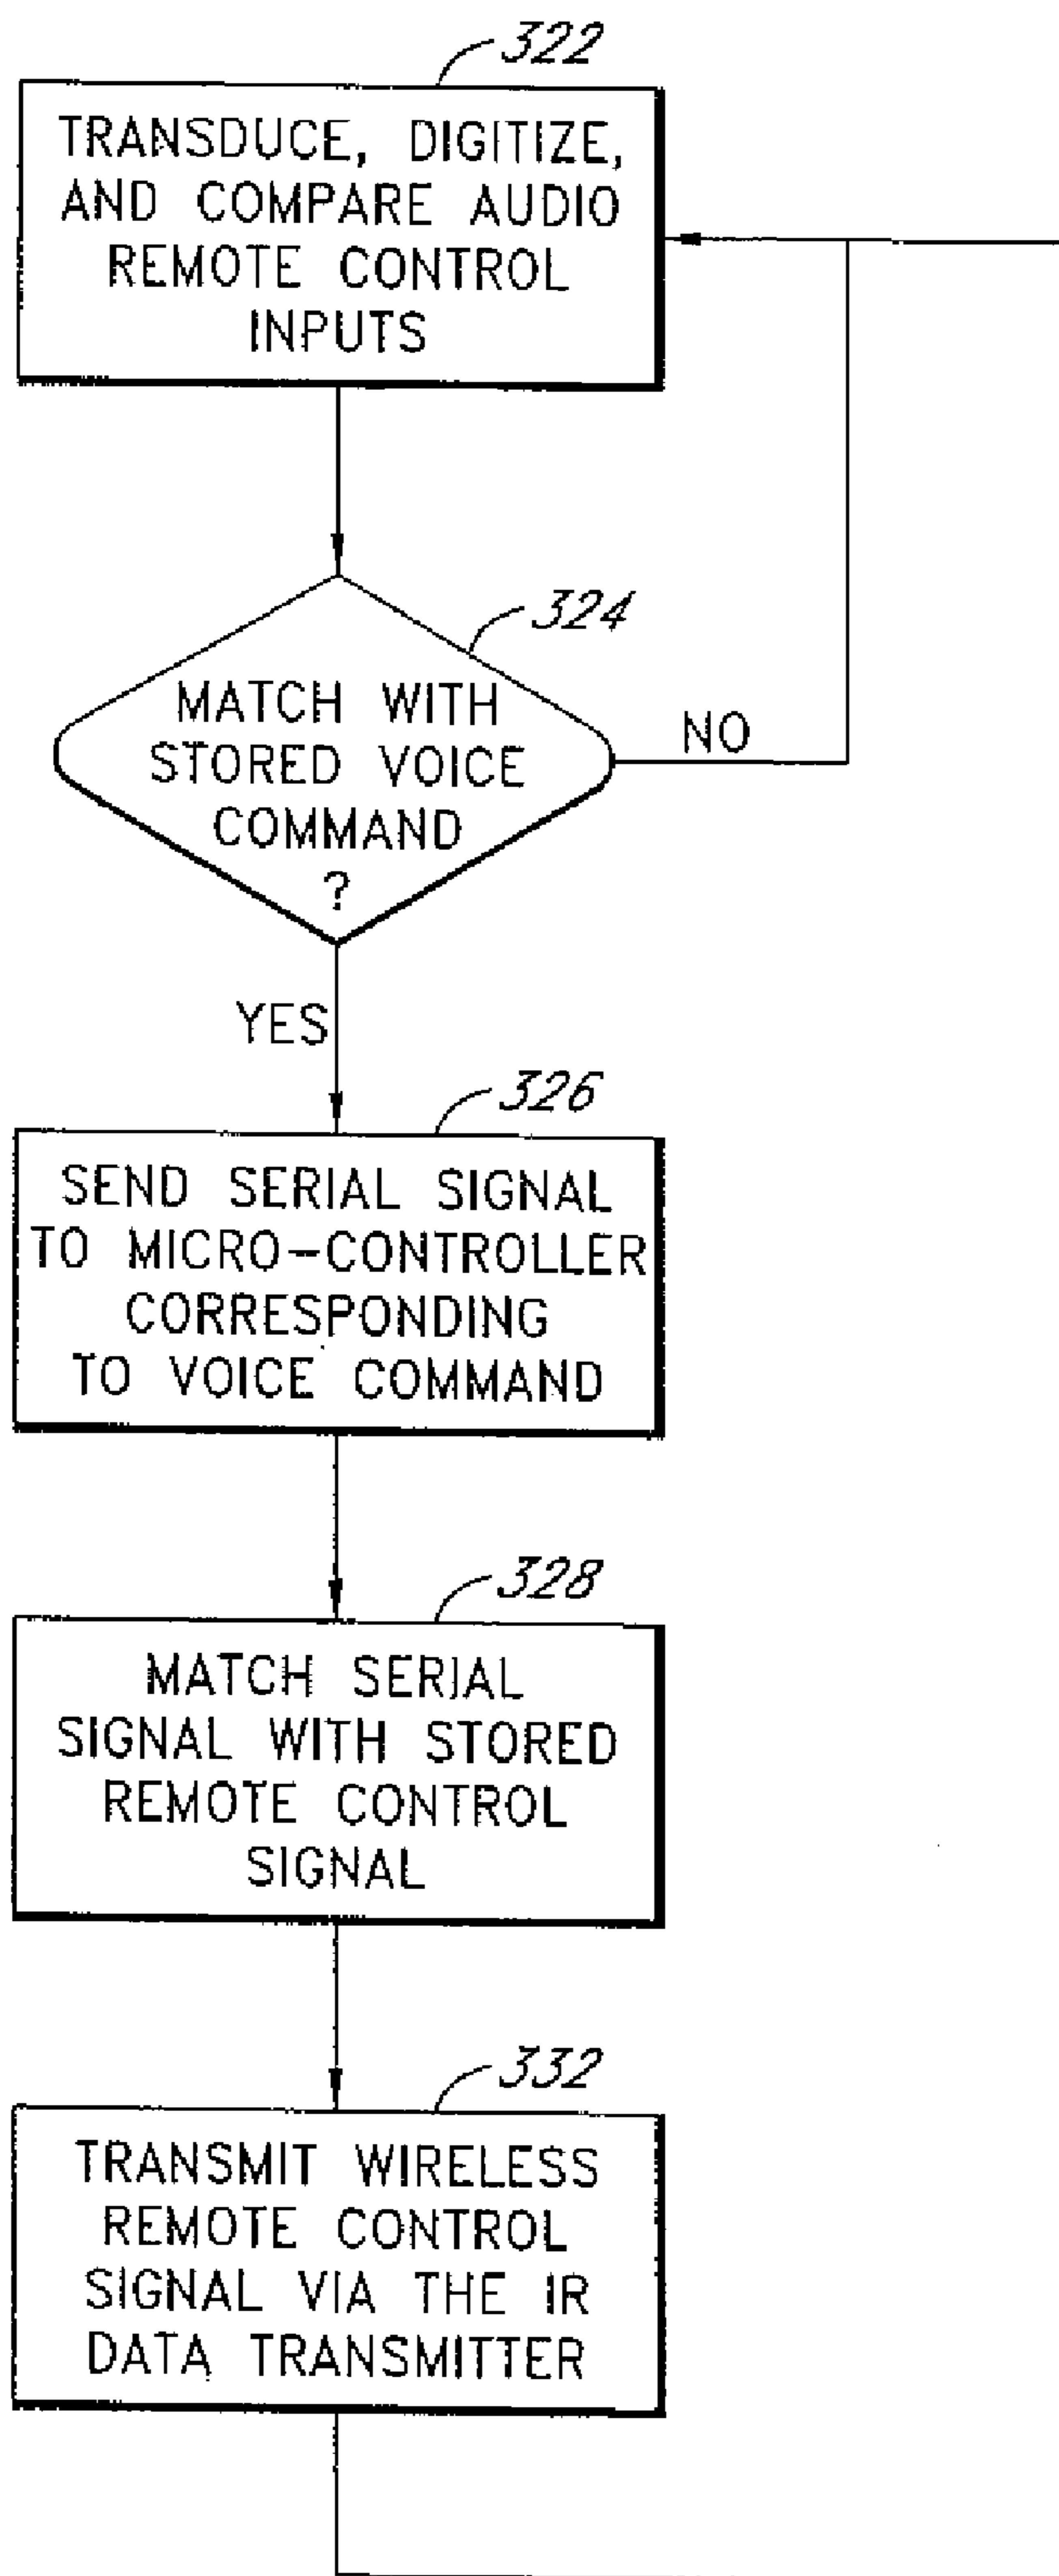 322
TRANSDUCE, DIGITIZE,
AND COMPARE AUDIO
REMOTE CONTROL
INPUTS
324
MATCH WITH
STORED VOICE
COMMAND
?
NO
YES
326
SEND SERIAL SIGNAL
TO MICRO-CONTROLLER
CORRESPONDING
TO VOICE COMMAND
328
MATCH SERIAL
SIGNAL WITH STORED
REMOTE CONTROL
SIGNAL
332
TRANSMIT WIRELESS
REMOTE CONTROL
SIGNAL VIA THE IR
DATA TRANSMITTER